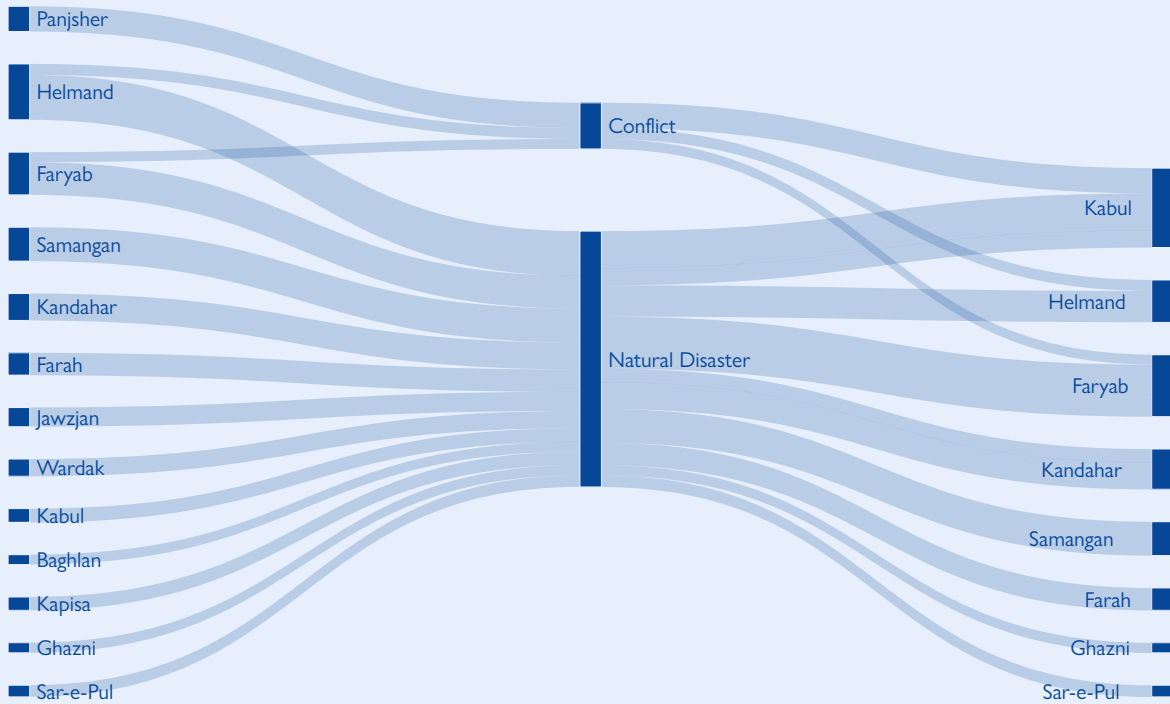 Panjsher
Helmand
Faryab
Samangan
Kandahar
Farah
Jawzjan
Wardak
Kabul
Baghlan
Kapisa
Ghazni
Sar-e-Pul
Conflict
Natural Disaster
Kabul
Helmand
Faryab
Kandahar
Samangan
Farah
Ghazni
Sar-e-Pul